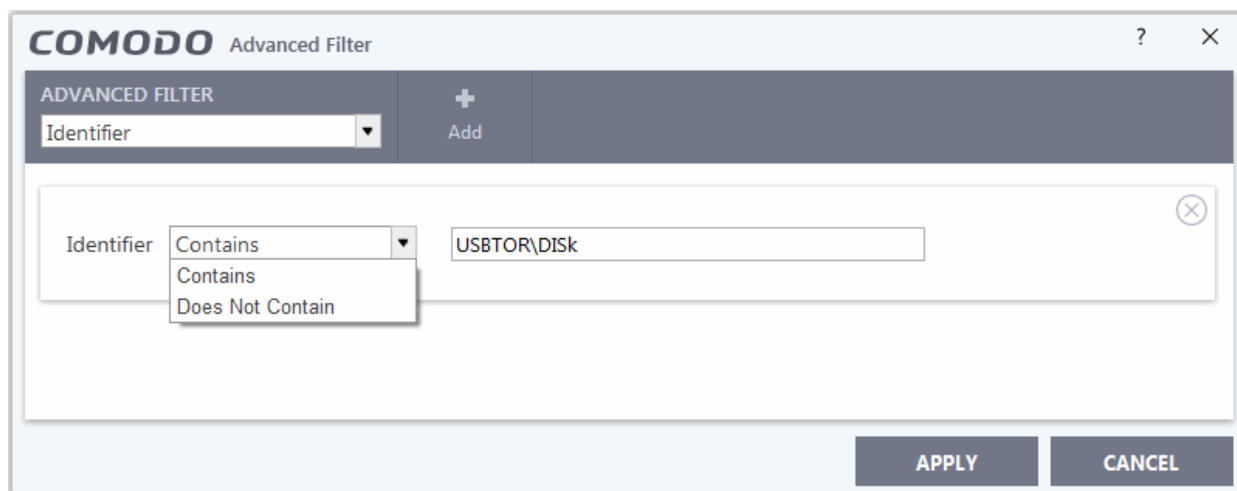 COMODO Advanced Filter ?
ADVANCED FILTER
Identifier
Add
Identifier Contains USBTOR\DISk
Contains
Does Not Contain
APPLY CANCEL